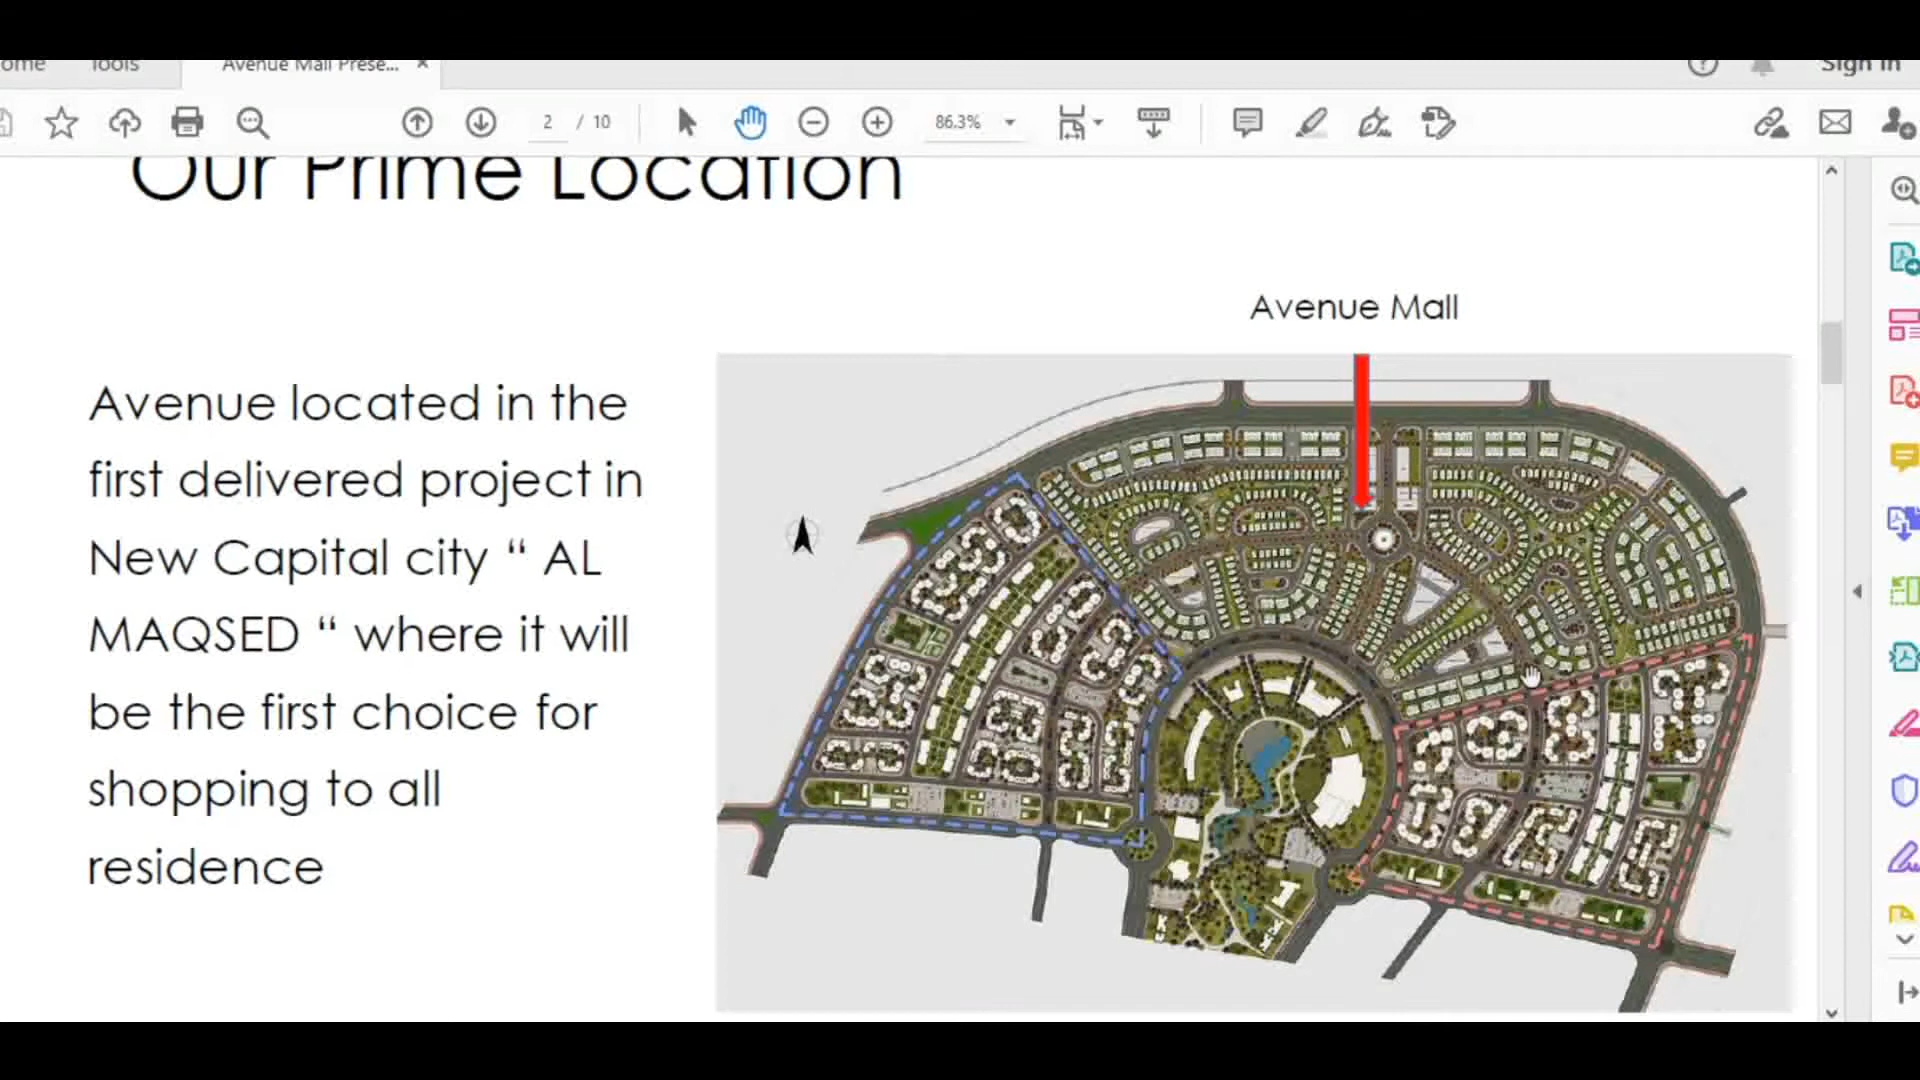 ome Tools Avenue Mall Prese... × Sign In
2 / 10 86.3%
Our Prime Location
Avenue Mall
Avenue located in the
first delivered project in
New Capital city “ AL
MAQSED “ where it will
be the first choice for
shopping to all
residence